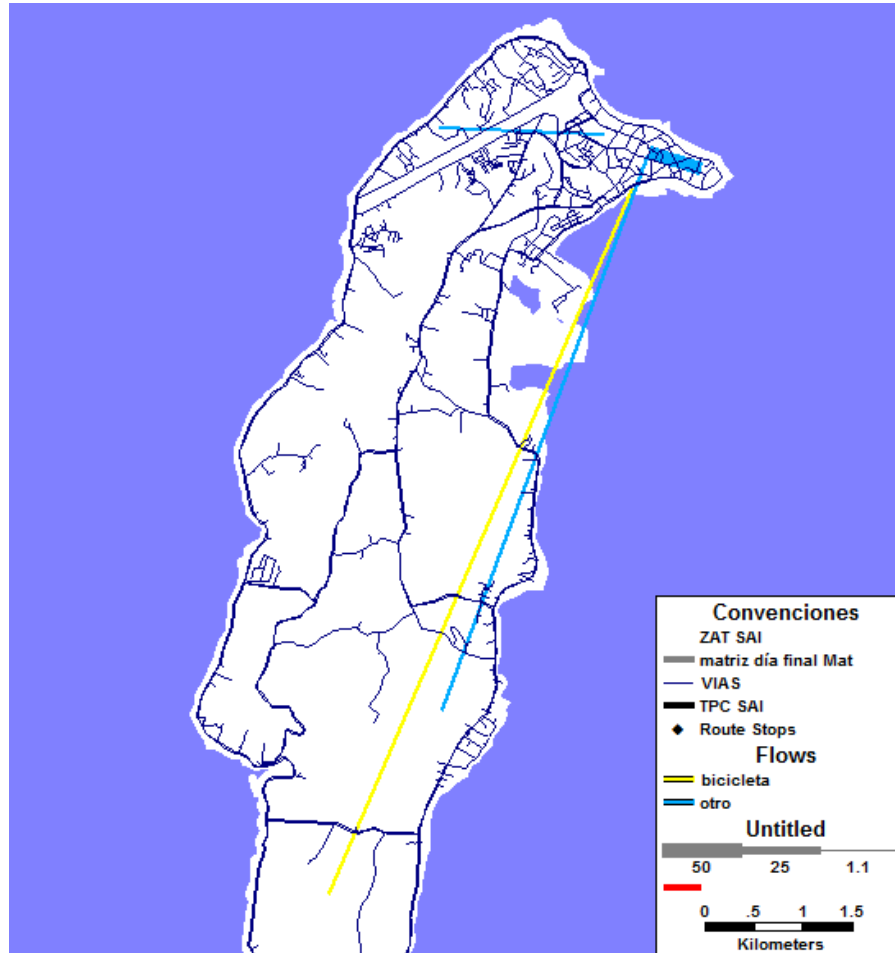 Convenciones
ZAT SAI
matriz día final Mat
VIAS
TPC SAI
Route Stops
Flows
bicicleta
otro
Untitled
50 25 1.1
0 .5 1 1.5
Kilometers